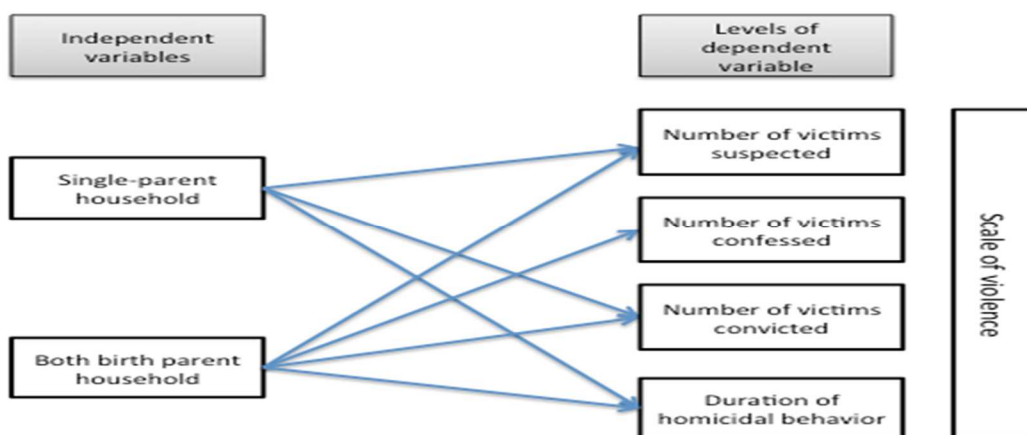 Independent
variables
Levels of
dependent
variable
Single-parent
household
Both birth parent
household
Number of victims
suspected
Number of victims
confessed
Number of victims
convicted
Duration of
homicidal behavior
Scale of violence